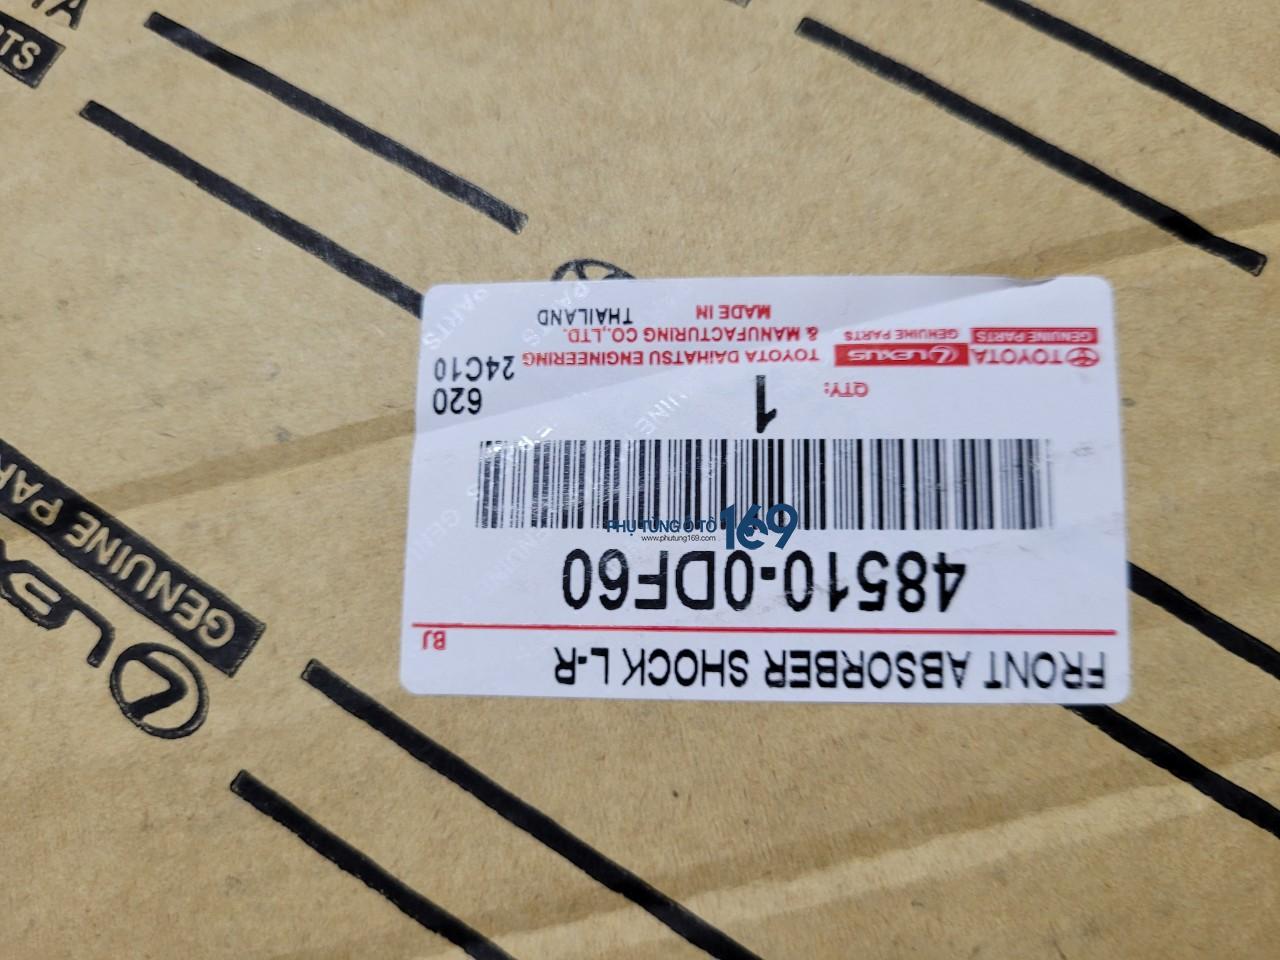 FRONT ABSORBER SHOCK L-R
BJ
48510-0DF60
QTY:
1
620
24C10
TOYOTA
GENUINE PARTS
LEXUS
GENUINE PARTS
TOYOTA DAIHATSU ENGINEERING
& MANUFACTURING CO.,LTD.
MADE IN
THAILAND
PHỤ TÙNG Ô TÔ 169
www.phutung169.com
GENUINE